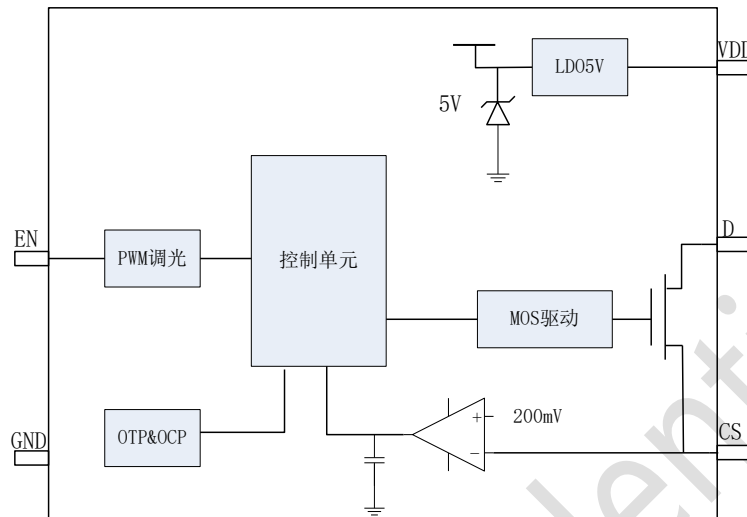 VDD
LDO5V
5V
D
EN
PWM调光
控制单元
MOS驱动
200mV
OTP&OCP
GND
CS
+
-